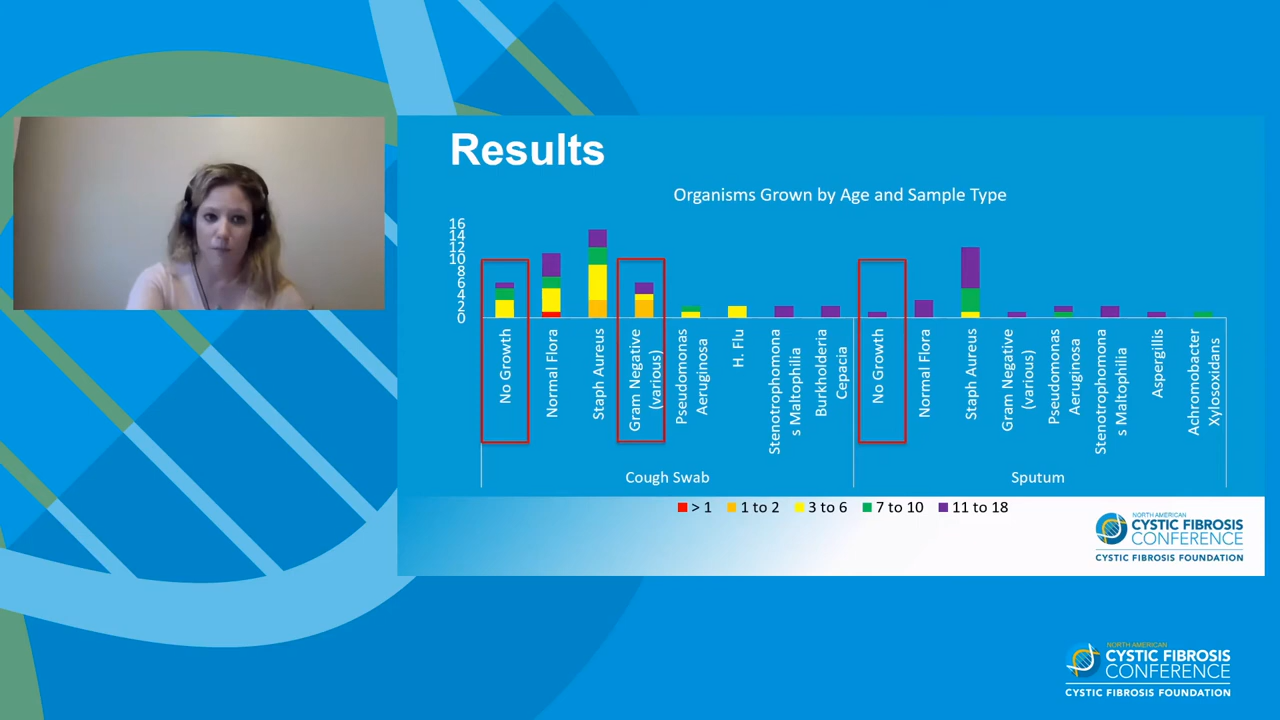 Results
Organisms Grown by Age and Sample Type
16
14
12
10
8
6
4
2
0
No Growth
Normal Flora
Staph Aureus
Gram Negative
(various)
Pseudomonas
Aeruginosa
H. Flu
Stenotrophomona
s Maltophilia
Burkholderia
Cepacia
No Growth
Normal Flora
Staph Aureus
Gram Negative
(various)
Pseudomonas
Aeruginosa
Stenotrophomona
s Maltophilia
Aspergillis
Achromobacter
Xylosoxidans
Cough Swab
Sputum
> 1 1 to 2 3 to 6 7 to 10 11 to 18
NORTH AMERICAN
CYSTIC FIBROSIS
CONFERENCE
CYSTIC FIBROSIS FOUNDATION
NORTH AMERICAN
CYSTIC FIBROSIS
CONFERENCE
CYSTIC FIBROSIS FOUNDATION